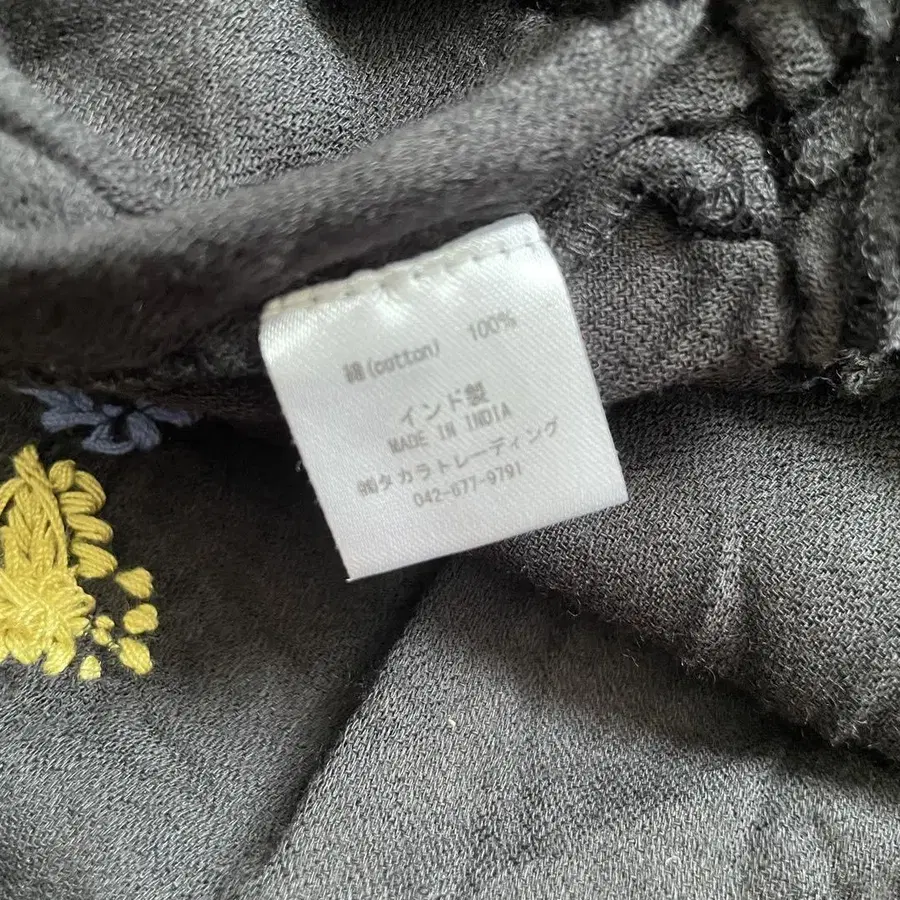 綿(cotton) 100%
インド製
MADE IN INDIA
㈱タカラトレーディング
042-677-9791